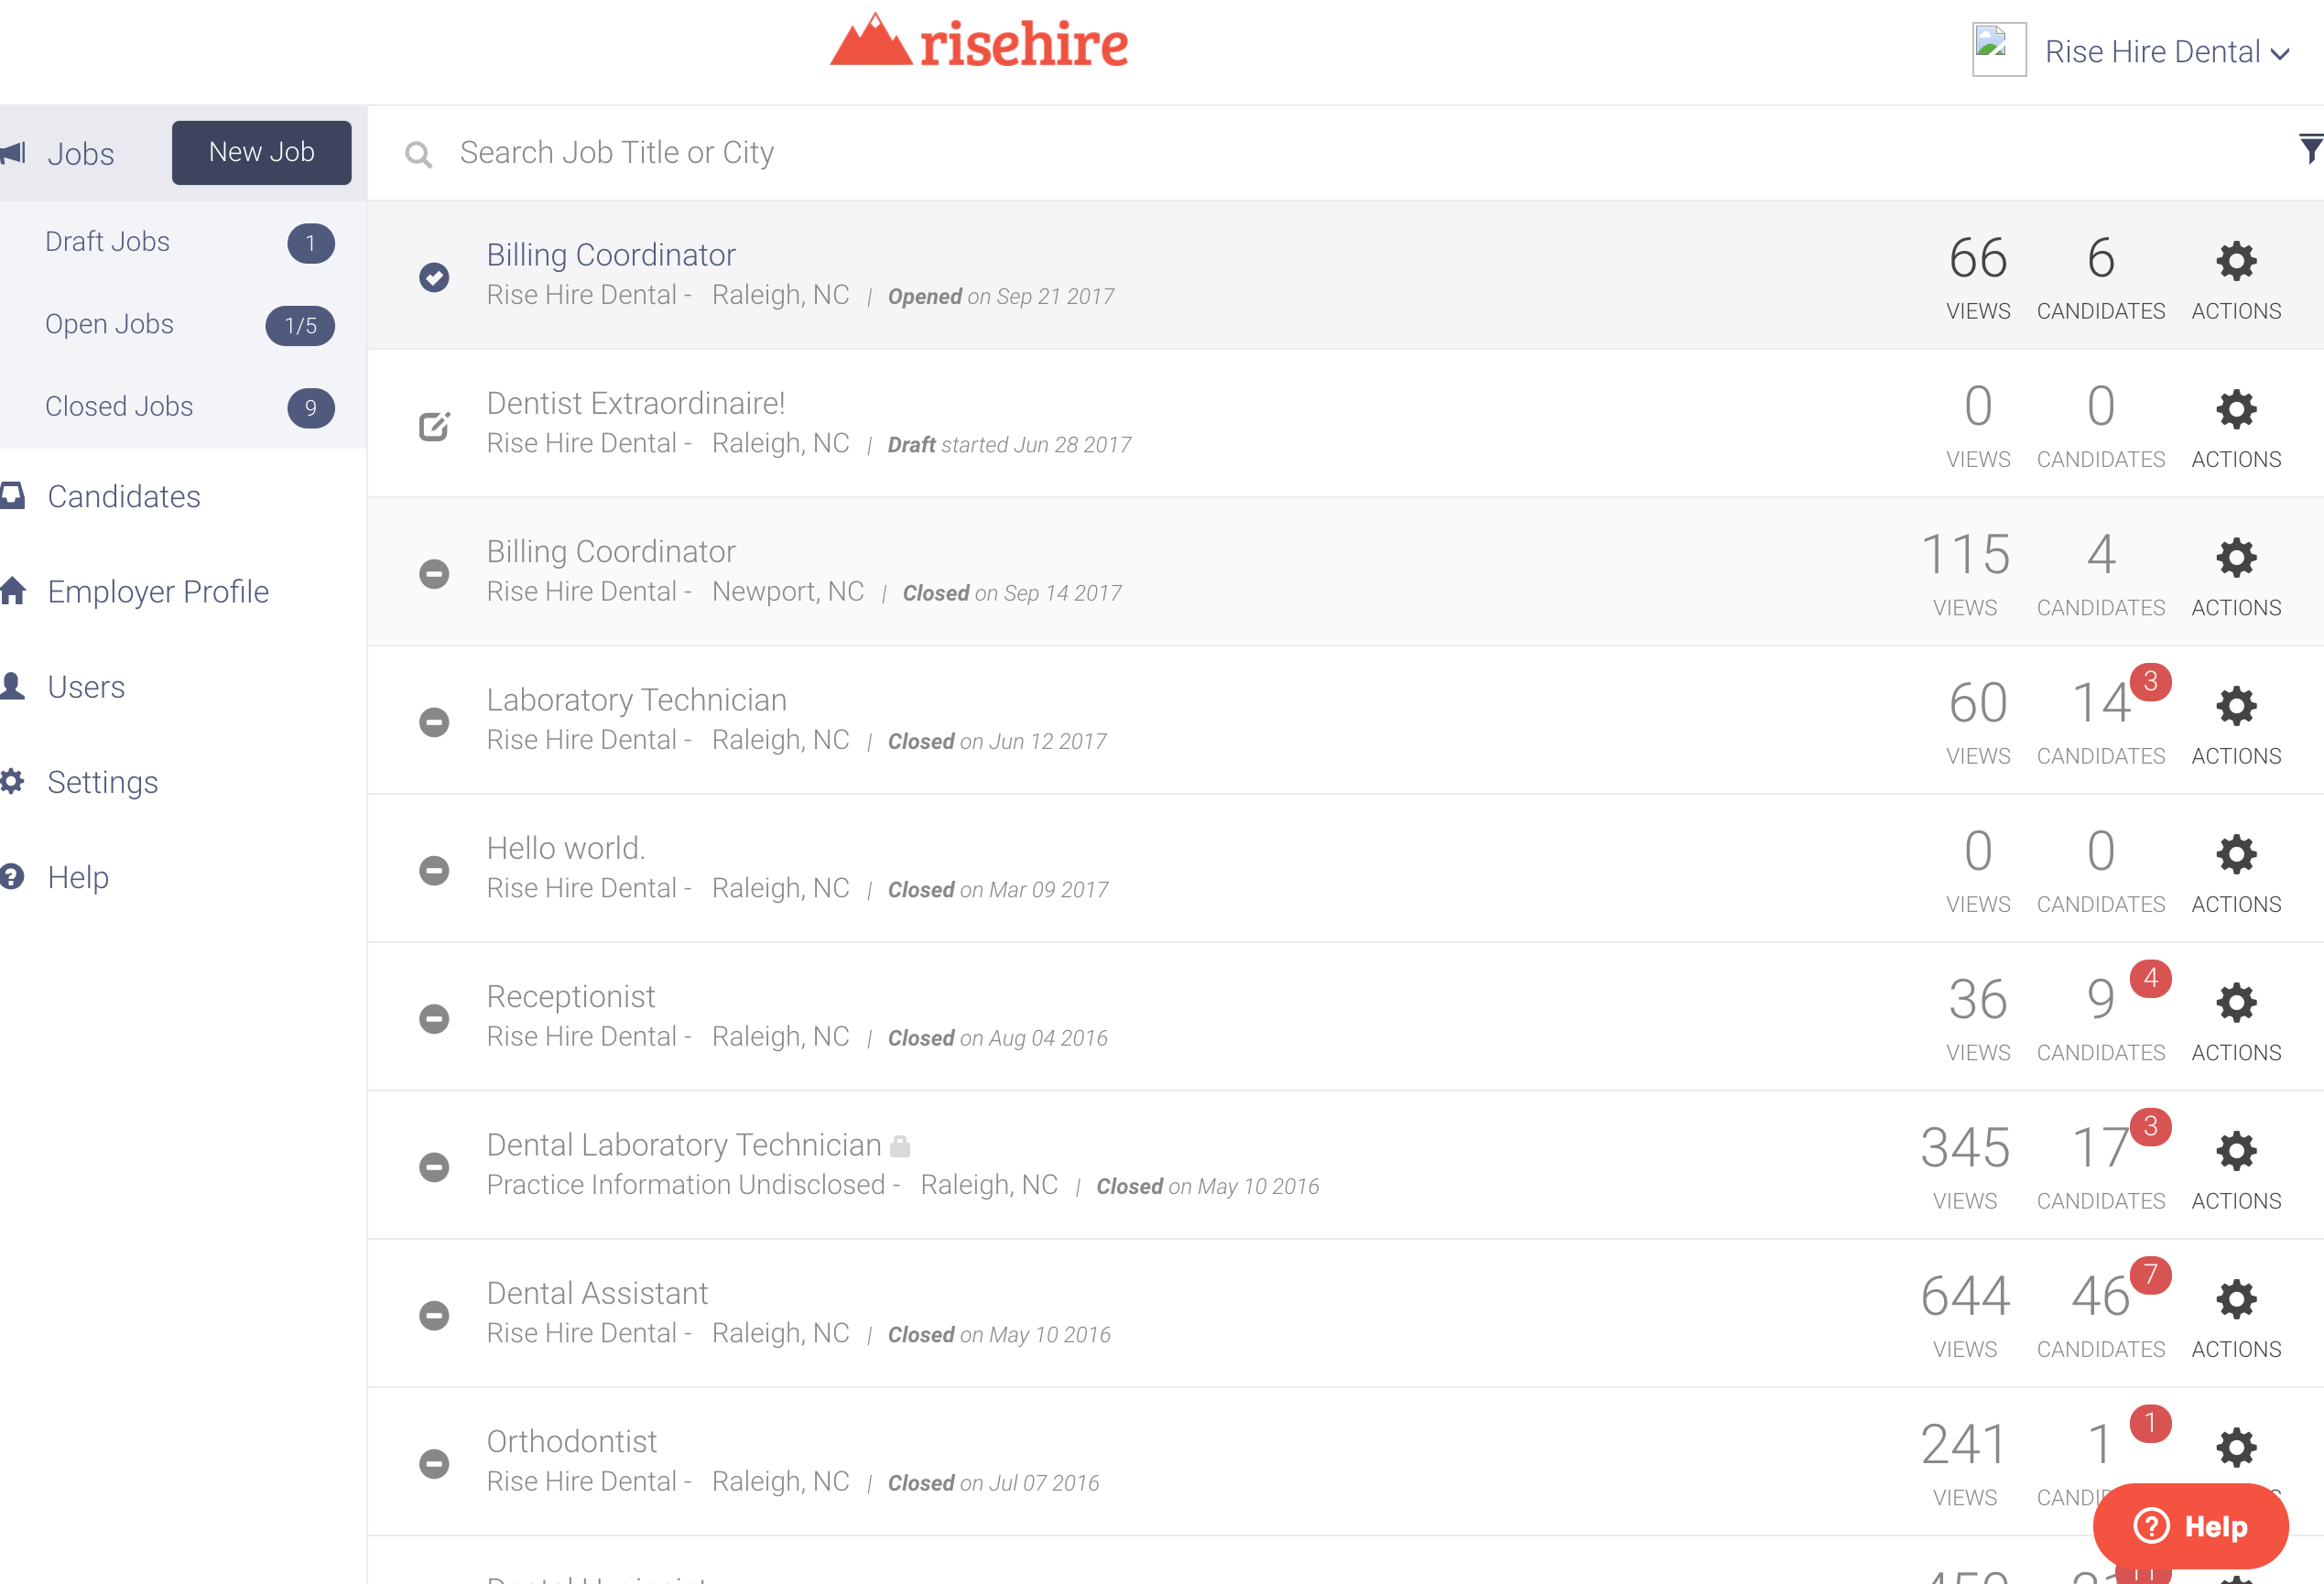 risehire
Rise Hire Dental
Jobs
New Job
Draft Jobs 1
Open Jobs 1/5
Closed Jobs 9
Candidates
Employer Profile
Users
Settings
Help
Search Job Title or City
Billing Coordinator
Rise Hire Dental - Raleigh, NC | Opened on Sep 21 2017
66 6
VIEWS CANDIDATES ACTIONS
Dentist Extraordinaire!
Rise Hire Dental - Raleigh, NC | Draft started Jun 28 2017
0 0
VIEWS CANDIDATES ACTIONS
Billing Coordinator
Rise Hire Dental - Newport, NC | Closed on Sep 14 2017
115 4
VIEWS CANDIDATES ACTIONS
Laboratory Technician
Rise Hire Dental - Raleigh, NC | Closed on Jun 12 2017
60 14 3
VIEWS CANDIDATES ACTIONS
Hello world.
Rise Hire Dental - Raleigh, NC | Closed on Mar 09 2017
0 0
VIEWS CANDIDATES ACTIONS
Receptionist
Rise Hire Dental - Raleigh, NC | Closed on Aug 04 2016
36 9 4
VIEWS CANDIDATES ACTIONS
Dental Laboratory Technician
Practice Information Undisclosed - Raleigh, NC | Closed on May 10 2016
345 17 3
VIEWS CANDIDATES ACTIONS
Dental Assistant
Rise Hire Dental - Raleigh, NC | Closed on May 10 2016
644 46 7
VIEWS CANDIDATES ACTIONS
Orthodontist
Rise Hire Dental - Raleigh, NC | Closed on Jul 07 2016
241 1 1
VIEWS
Help